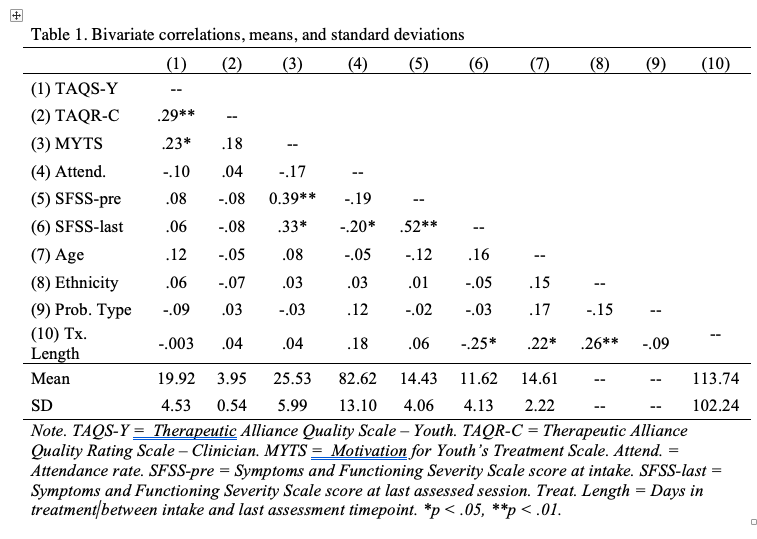 Table 1. Bivariate correlations, means, and standard deviations
(1) (2) (3) (4) (5) (6) (7) (8) (9) (10)
(1) TAQS-Y --
(2) TAQR-C .29** --
(3) MYTS .23* .18 --
(4) Attend. -.10 .04 -.17 --
(5) SFSS-pre .08 -.08 0.39** -.19 --
(6) SFSS-last .06 -.08 .33* -.20* .52** --
(7) Age .12 -.05 .08 -.05 -.12 .16 --
(8) Ethnicity .06 -.07 .03 .03 .01 -.05 .15 --
(9) Prob. Type -.09 .03 -.03 .12 -.02 -.03 .17 -.15 --
(10) Tx.
Length -.003 .04 .04 .18 .06 -.25* .22* .26** -.09 --
Mean 19.92 3.95 25.53 82.62 14.43 11.62 14.61 -- -- 113.74
SD 4.53 0.54 5.99 13.10 4.06 4.13 2.22 -- -- 102.24
Note. TAQS-Y = Therapeutic Alliance Quality Scale – Youth. TAQR-C = Therapeutic Alliance
Quality Rating Scale – Clinician. MYTS = Motivation for Youth's Treatment Scale. Attend. =
Attendance rate. SFSS-pre = Symptoms and Functioning Severity Scale score at intake. SFSS-last =
Symptoms and Functioning Severity Scale score at last assessed session. Treat. Length = Days in
treatment between intake and last assessment timepoint. *p < .05, **p < .01.